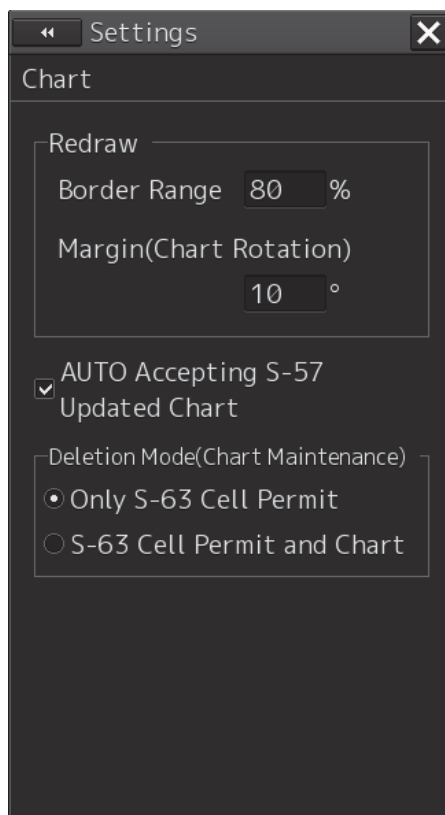 Settings
Chart
Redraw
Border Range 80 %
Margin(Chart Rotation)
10 °
AUTO Accepting S-57
Updated Chart
Deletion Mode(Chart Maintenance)
Only S-63 Cell Permit
S-63 Cell Permit and Chart